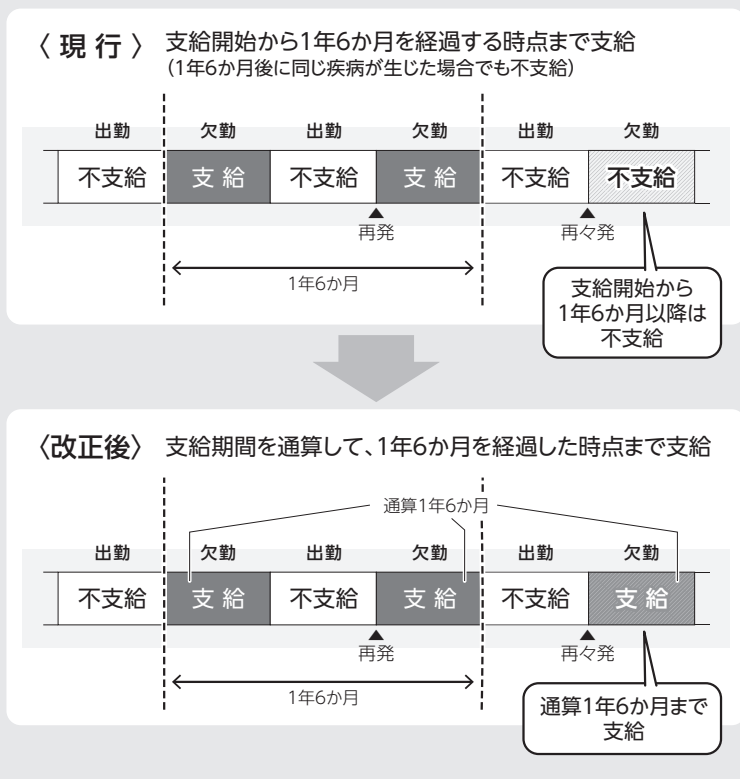 〈 現 行 〉 支給開始から1年6か月を経過する時点まで支給
(1年6か月後に同じ疾病が生じた場合でも不支給)
出勤 欠勤 出勤 欠勤 出勤 欠勤
不支給 支 給 不支給 支 給 不支給 不支給
再発 再々発
1年6か月
支給開始から
1年6か月以降は
不支給
〈改正後〉 支給期間を通算して、1年6か月を経過した時点まで支給
通算1年6か月
出勤 欠勤 出勤 欠勤 出勤 欠勤
不支給 支 給 不支給 支 給 不支給 支 給
再発 再々発
1年6か月
通算1年6か月まで
支給